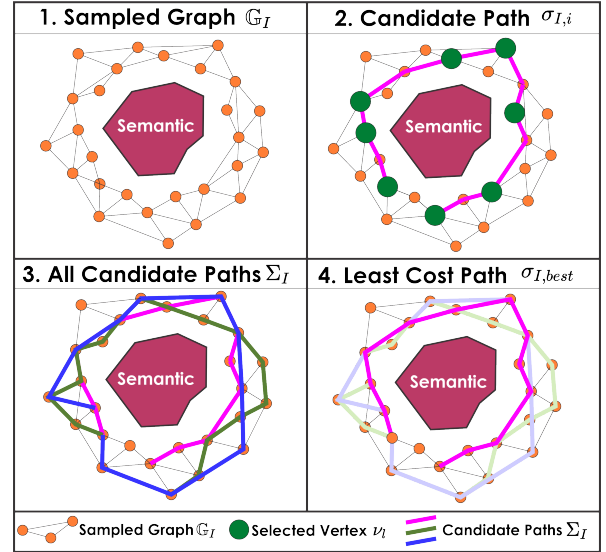 1. Sampled Graph 𝔾_I
2. Candidate Path σ_{I,i}
Semantic
Semantic
3. All Candidate Paths Σ_I
4. Least Cost Path σ_{I,best}
Semantic
Semantic
Sampled Graph 𝔾_I
Selected Vertex ν_l
Candidate Paths Σ_I